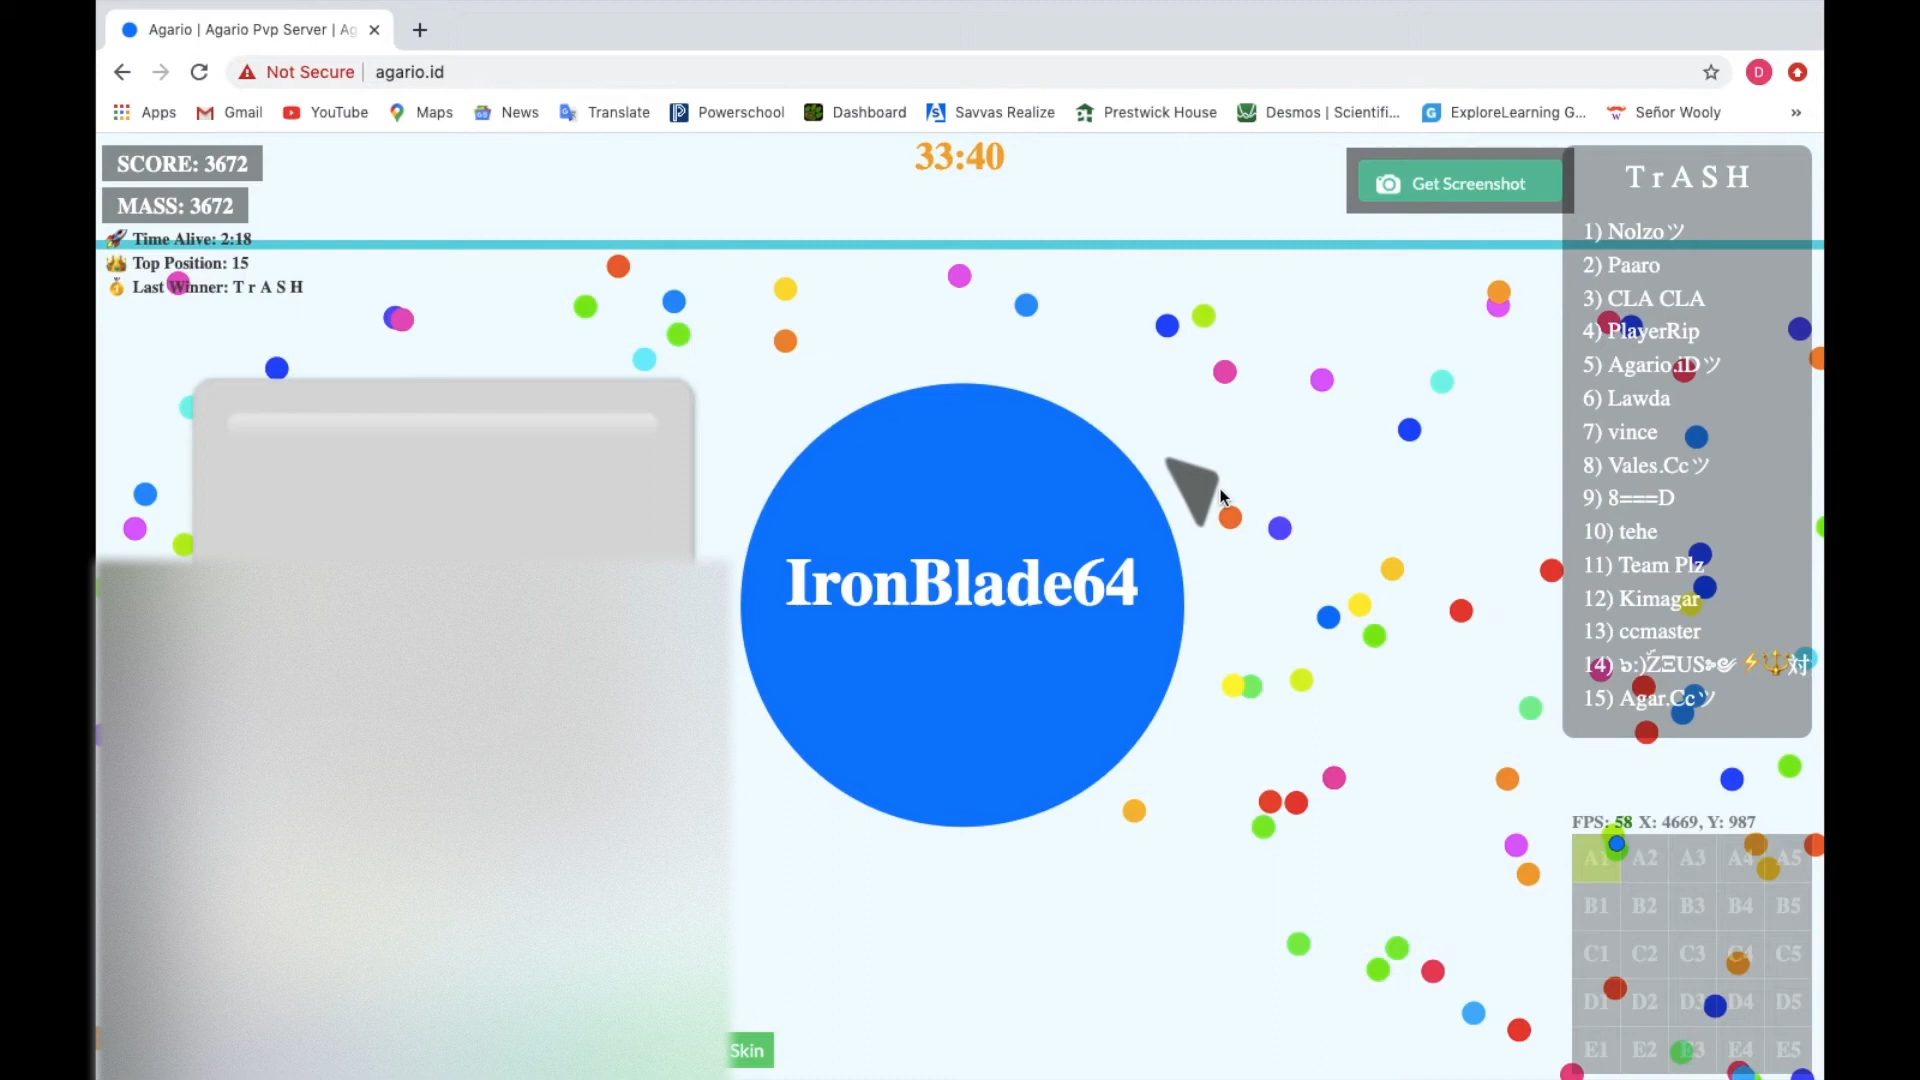 Agario | Agario Pvp Server | Ag
Not Secure
agario.id
D
Apps
Gmail
YouTube
Maps
News
Translate
Powerschool
Dashboard
Savvas Realize
Prestwick House
Desmos | Scientifi...
ExploreLearning G...
Señor Wooly
»
SCORE: 3672
MASS: 3672
🚀 Time Alive: 2:18
Top Position: 15
Last Winner: T r A S H
33:40
Get Screenshot
T r A S H
1) Nolzoツ
2) Paaro
3) CLA CLA
4) PlayerRip
5) Agario.iDツ
6) Lawda
7) vince
8) Vales.Ccツ
9) 8===D
10) tehe
11) Team Plz
12) Kimagar
13) ccmaster
14)
15) Agar.Ccツ
IronBlade64
FPS: 58 X: 4669, Y: 987
A1 A2 A3 A4 A5
B1 B2 B3 B4 B5
C1 C2 C3 C4 C5
D1 D2 D3 D4 D5
E1 E2 E3 E4 E5
Skin